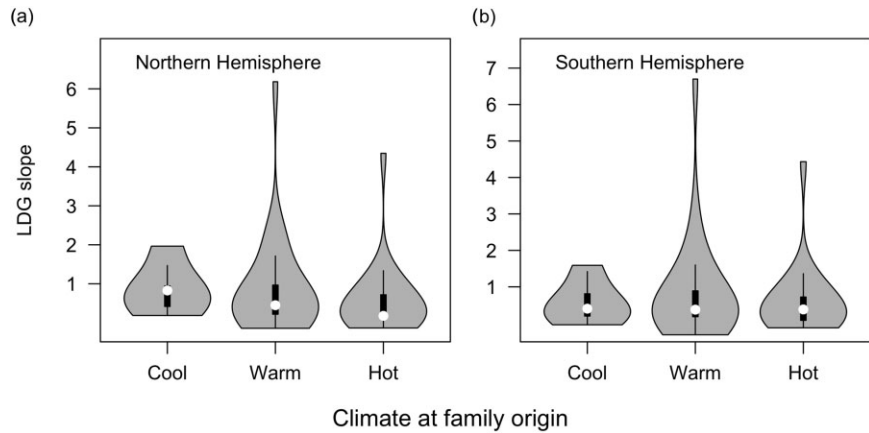 (a)
Northern Hemisphere
LDG slope
6
5
4
3
2
1
Cool Warm Hot
(b)
Southern Hemisphere
7
6
5
4
3
2
1
Cool Warm Hot
Climate at family origin